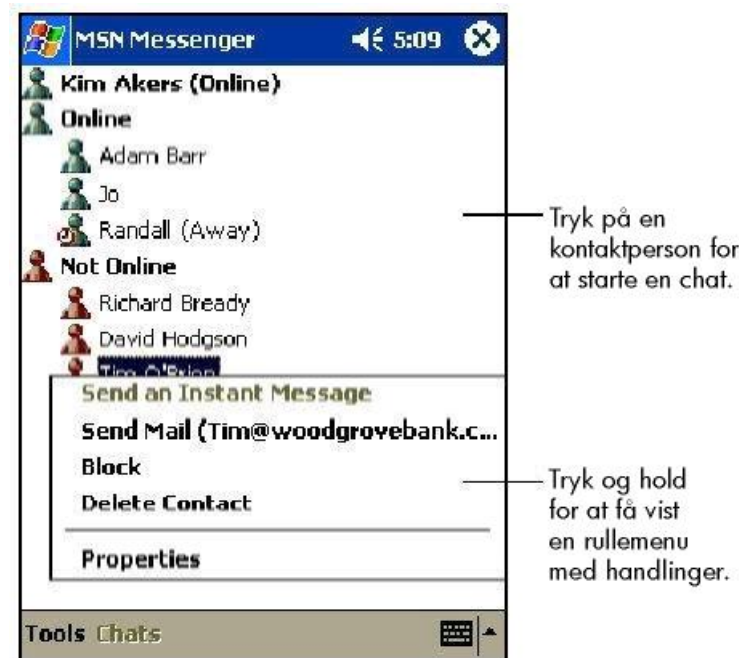 MSN Messenger 5:09
Kim Akers (Online)
Online
Adam Barr
Jo
Randall (Away)
Not Online
Richard Bready
David Hodgson
Tim O'Brian
Send an Instant Message
Send Mail (Tim@woodgrovebank.c...
Block
Delete Contact
Properties
Tools Chats
Tryk på en
kontaktperson for
at starte en chat.
Tryk og hold
for at få vist
en rullemenu
med handlinger.